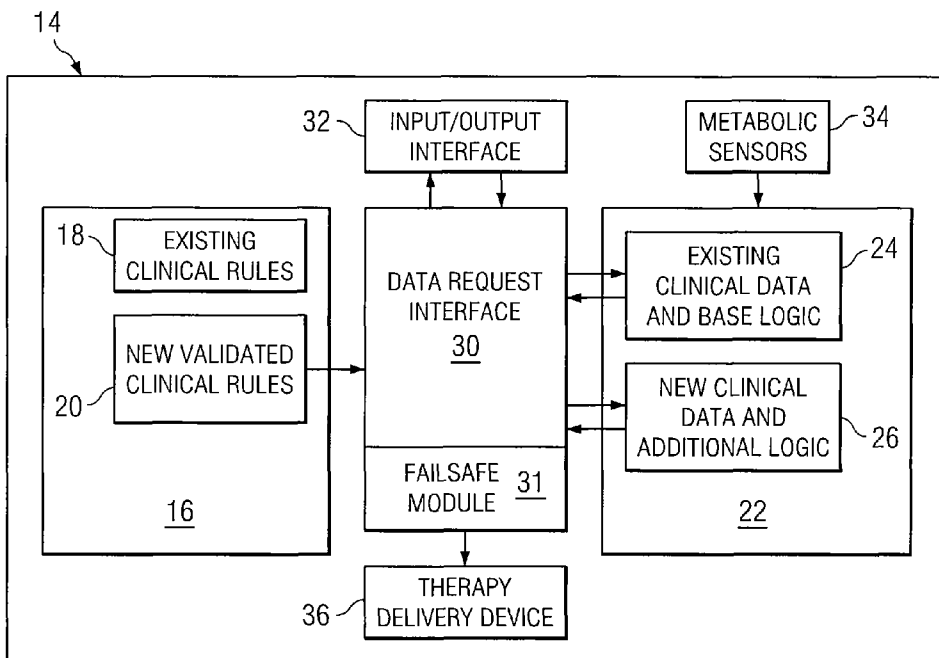 14
32
INPUT/OUTPUT
INTERFACE
METABOLIC
SENSORS
34
18
EXISTING
CLINICAL RULES
20
NEW VALIDATED
CLINICAL RULES
16
DATA REQUEST
INTERFACE
30
FAILSAFE
MODULE
31
EXISTING
CLINICAL DATA
AND BASE LOGIC
24
NEW CLINICAL
DATA AND
ADDITIONAL LOGIC
26
22
36
THERAPY
DELIVERY DEVICE